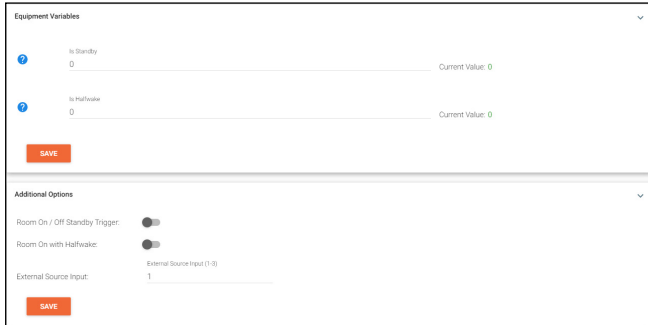 Equipment Variables
Is Standby
0
Current Value: 0
Is Halfwake
0
Current Value: 0
SAVE
Additional Options
Room On / Off Standby Trigger:
Room On with Halfwake:
External Source Input (1-3)
External Source Input: 1
SAVE